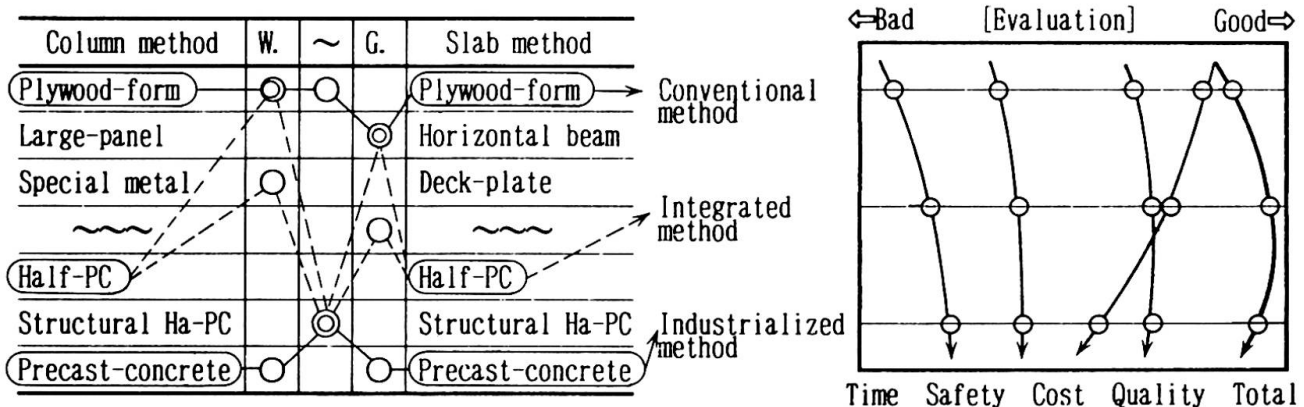 Column method W. ～ G. Slab method
Plywood-form Plywood-form
Large-panel Horizontal beam
Special metal Deck-plate
～～～ ～～～
Half-PC Half-PC
Structural Ha-PC Structural Ha-PC
Precast-concrete Precast-concrete
Conventional
method
Integrated
method
Industrialized
method
⇦Bad [Evaluation] Good⇨
Time Safety Cost Quality Total